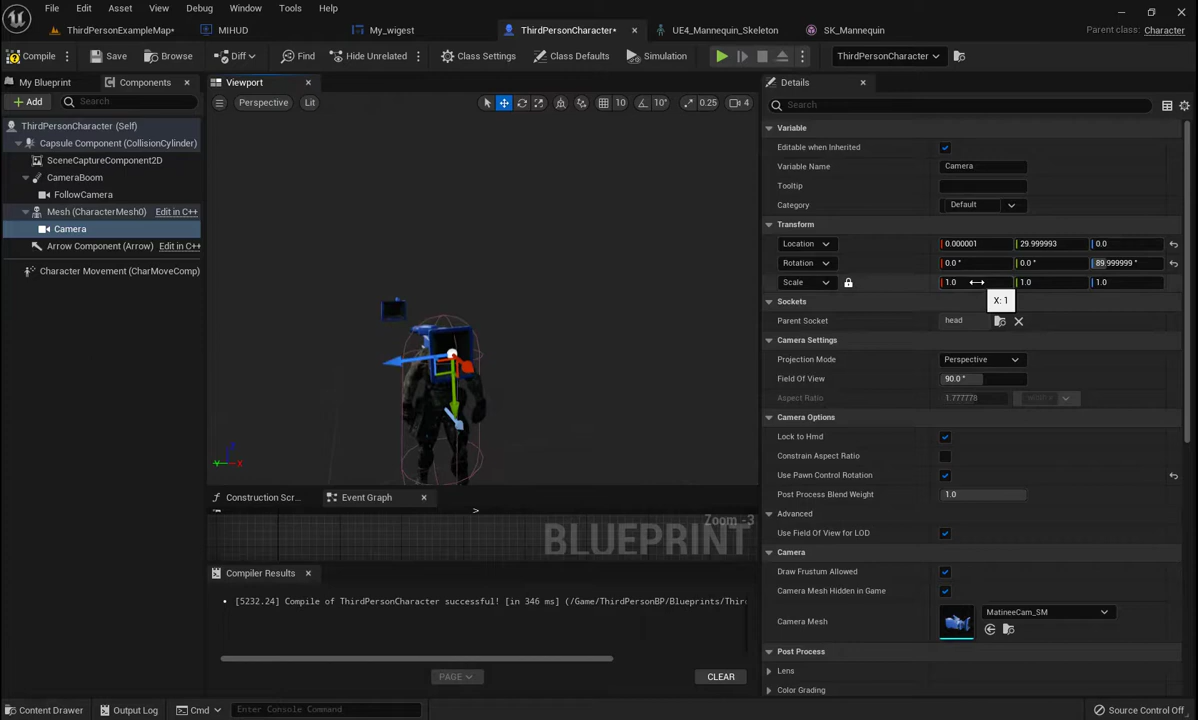 File Edit Asset View Debug Window Tools Help
ThirdPersonExampleMap• MIHUD My_wigest ThirdPersonCharacter• UE4_Mannequin_Skeleton SK_Mannequin Parent class: Character
Compile Save Browse Diff Find Hide Unrelated Class Settings Class Defaults Simulation ThirdPersonCharacter
My Blueprint Components Viewport Details
Add Search Perspective Lit 10 10° 0.25 4 Search
ThirdPersonCharacter (Self)
Capsule Component (CollisionCylinder)
SceneCaptureComponent2D
CameraBoom
FollowCamera
Mesh (CharacterMesh0) Edit in C++
Camera
Arrow Component (Arrow) Edit in C++
Character Movement (CharMoveComp)
Variable
Editable when Inherited
Variable Name Camera
Tooltip
Category Default
Transform
Location 0.000001 29.999993 0.0
Rotation 0.0 ° 0.0 ° 89.999999 °
Scale 1.0 1.0 1.0
X: 1
Sockets
Parent Socket head
Camera Settings
Projection Mode Perspective
Field Of View 90.0 °
Aspect Ratio 1.777778
Camera Options
Lock to Hmd
Constrain Aspect Ratio
Use Pawn Control Rotation
Post Process Blend Weight 1.0
Advanced
Use Field Of View for LOD
Camera
Draw Frustum Allowed
Camera Mesh Hidden in Game
Camera Mesh MatineeCam_SM
Post Process
Lens
Color Grading
Y X
Construction Scr... Event Graph
Zoom -3
BLUEPRINT
Compiler Results
[5232.24] Compile of ThirdPersonCharacter successful! [in 346 ms] (/Game/ThirdPersonBP/Blueprints/Thir
PAGE CLEAR
Content Drawer Output Log Cmd Enter Console Command Source Control Off